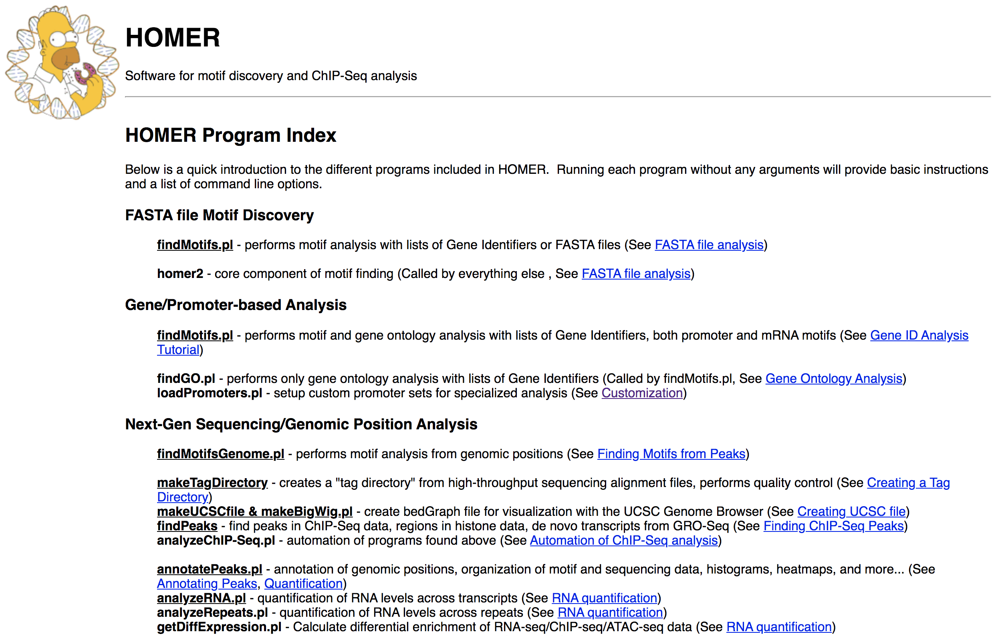 HOMER
Software for motif discovery and ChIP-Seq analysis
HOMER Program Index
Below is a quick introduction to the different programs included in HOMER.  Running each program without any arguments will provide basic instructions
and a list of command line options.
FASTA file Motif Discovery
findMotifs.pl - performs motif analysis with lists of Gene Identifiers or FASTA files (See FASTA file analysis)
homer2 - core component of motif finding (Called by everything else , See FASTA file analysis)
Gene/Promoter-based Analysis
findMotifs.pl - performs motif and gene ontology analysis with lists of Gene Identifiers, both promoter and mRNA motifs (See Gene ID Analysis
Tutorial)
findGO.pl - performs only gene ontology analysis with lists of Gene Identifiers (Called by findMotifs.pl, See Gene Ontology Analysis)
loadPromoters.pl - setup custom promoter sets for specialized analysis (See Customization)
Next-Gen Sequencing/Genomic Position Analysis
findMotifsGenome.pl - performs motif analysis from genomic positions (See Finding Motifs from Peaks)
makeTagDirectory - creates a "tag directory" from high-throughput sequencing alignment files, performs quality control (See Creating a Tag
Directory)
makeUCSCfile & makeBigWig.pl - create bedGraph file for visualization with the UCSC Genome Browser (See Creating UCSC file)
findPeaks - find peaks in ChIP-Seq data, regions in histone data, de novo transcripts from GRO-Seq (See Finding ChIP-Seq Peaks)
analyzeChIP-Seq.pl - automation of programs found above (See Automation of ChIP-Seq analysis)
annotatePeaks.pl - annotation of genomic positions, organization of motif and sequencing data, histograms, heatmaps, and more... (See
Annotating Peaks, Quantification)
analyzeRNA.pl - quantification of RNA levels across transcripts (See RNA quantification)
analyzeRepeats.pl - quantification of RNA levels across repeats (See RNA quantification)
getDiffExpression.pl - Calculate differential enrichment of RNA-seq/ChIP-seq/ATAC-seq data (See RNA quantification)